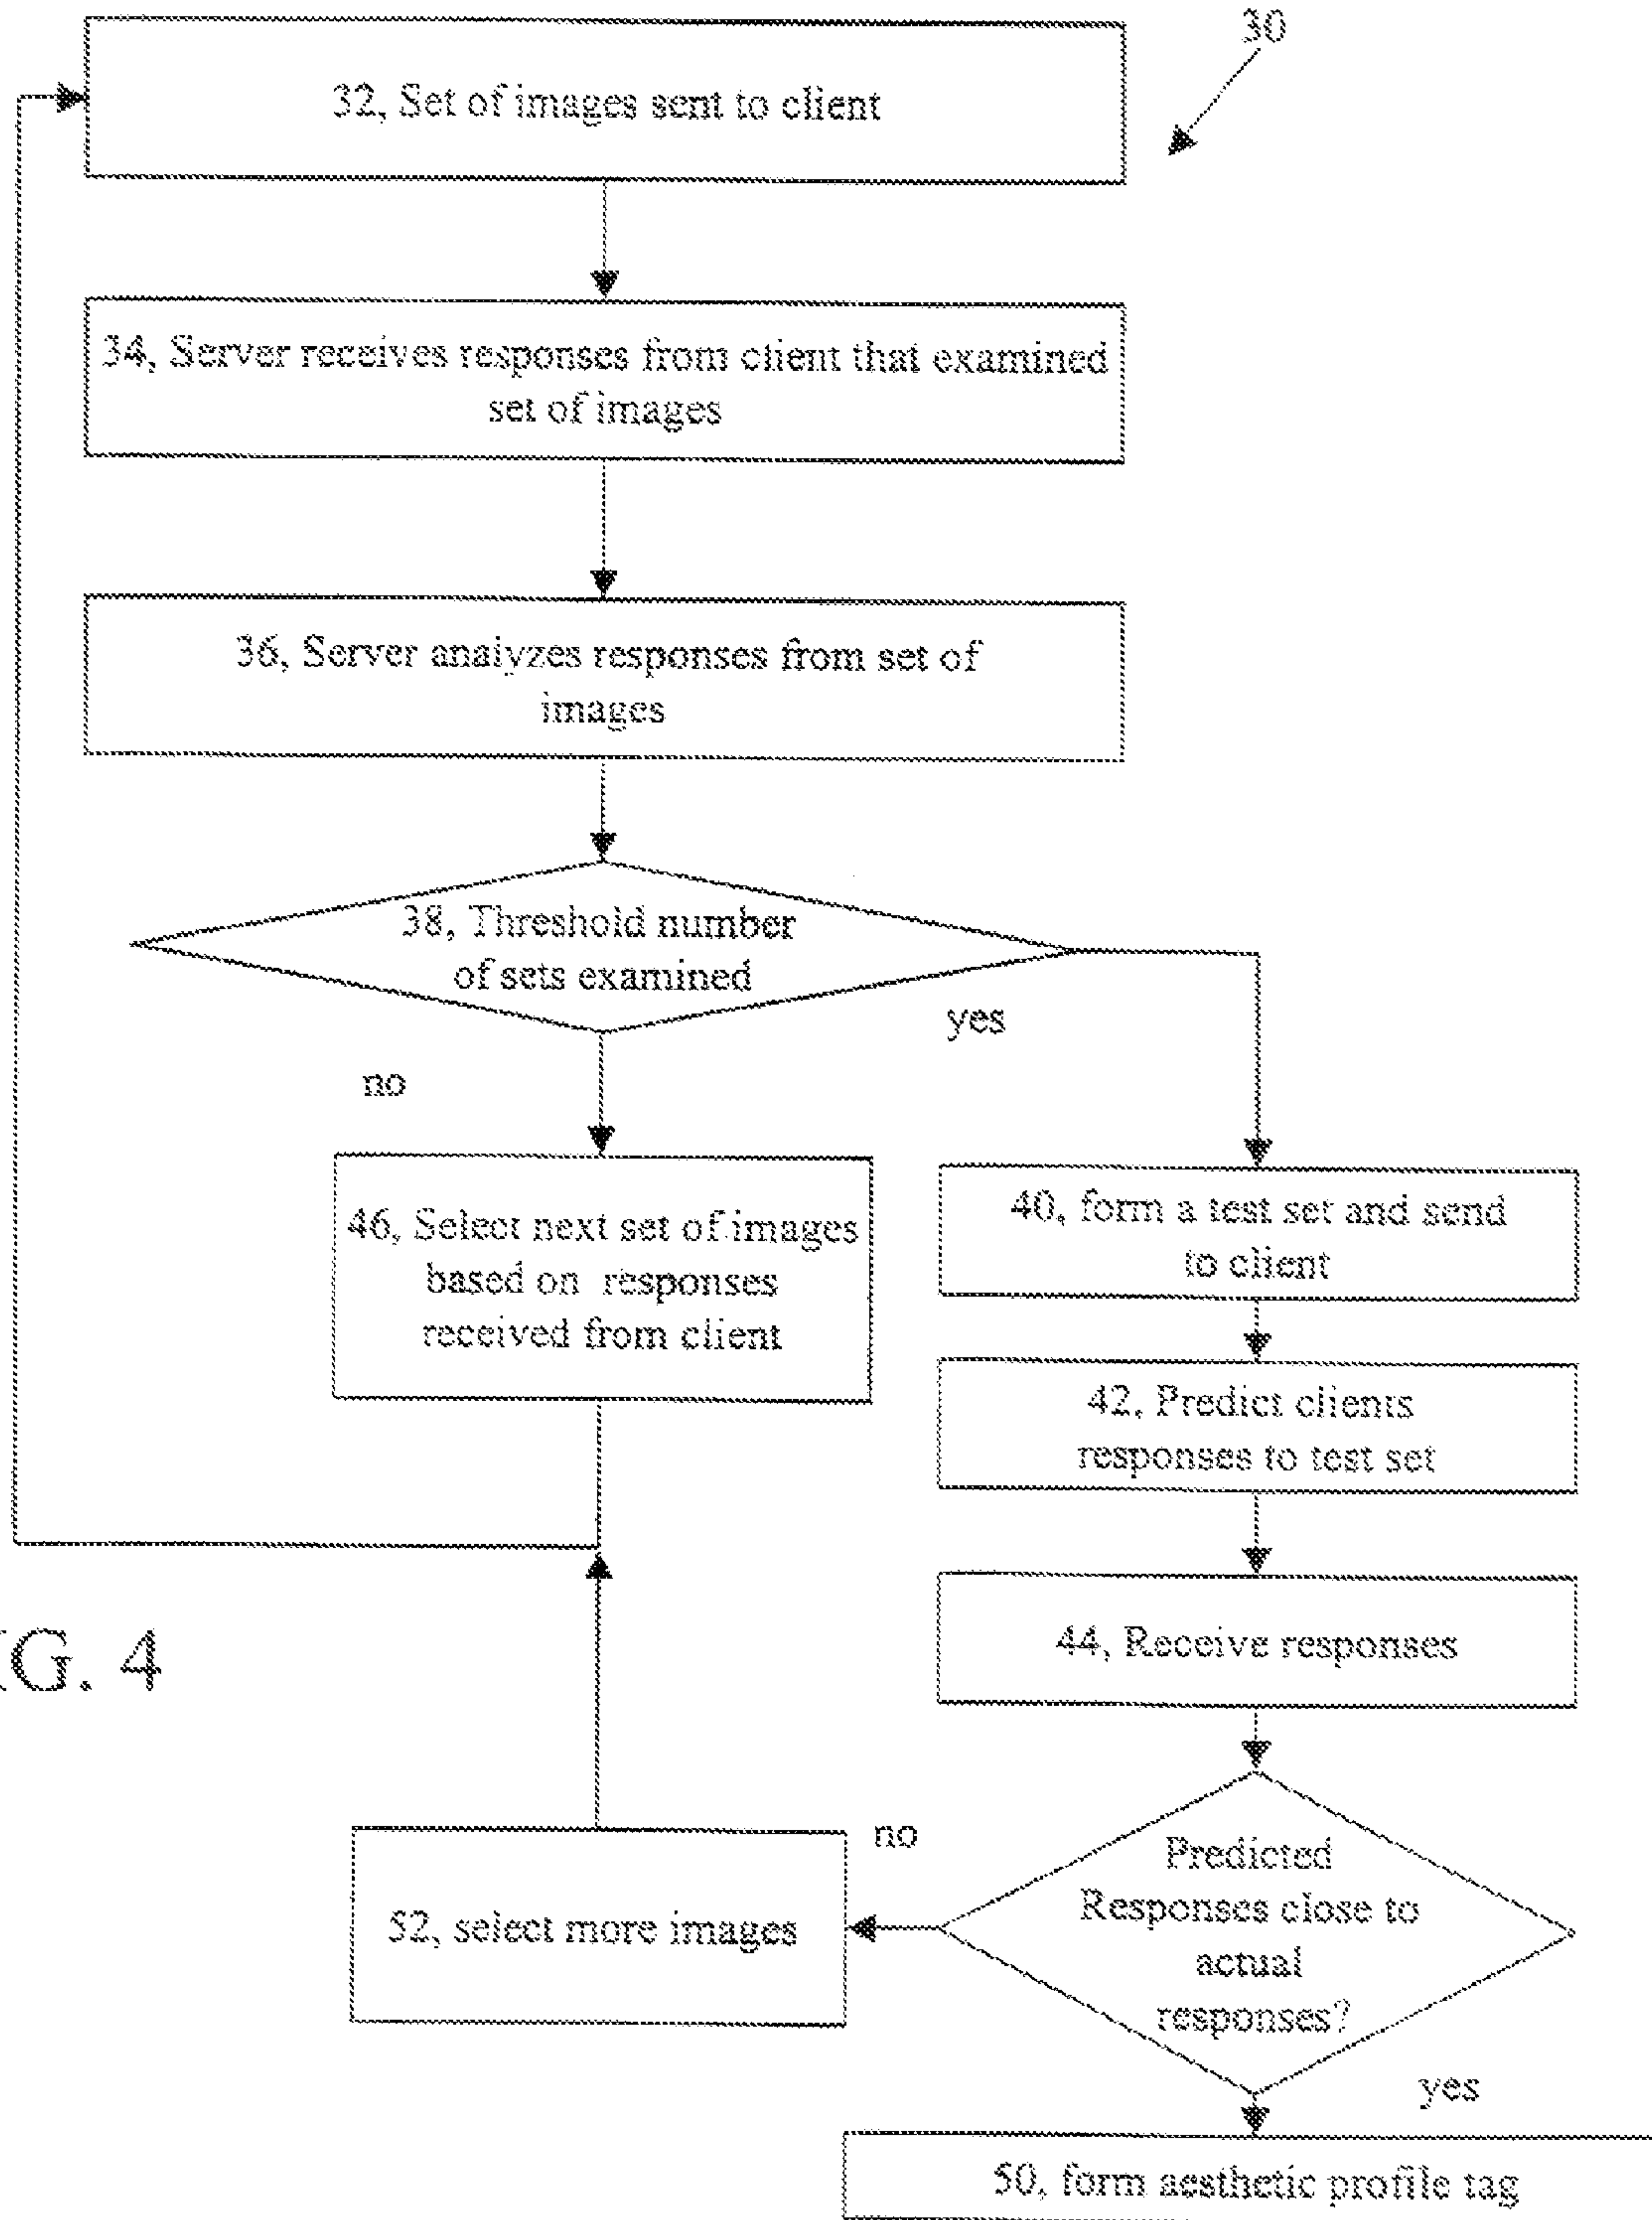 30
32, Set of images sent to client
34, Server receives responses from client that examined
set of images
36, Server analyzes responses from set of
images
38, Threshold number
of sets examined
yes
no
46, Select next set of images
based on responses
received from client
40, form a test set and send
to client
42, Predict clients
responses to test set
44, Receive responses
G. 4
no
52, select more images
Predicted
Responses close to
actual
responses?
yes
50, form aesthetic profile tag